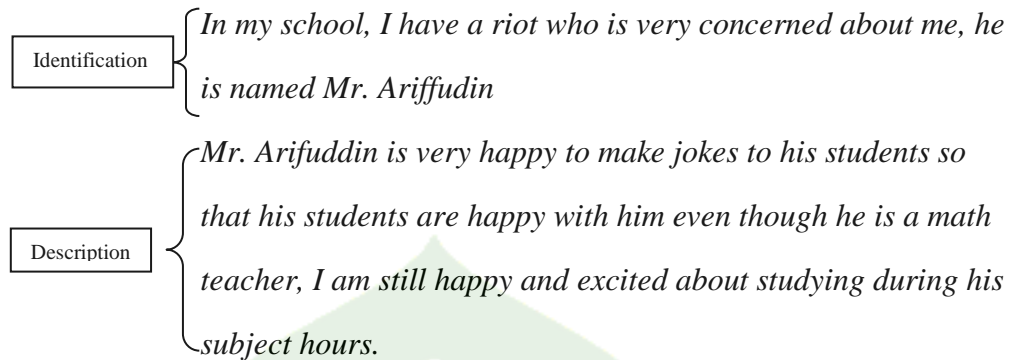 Identification
In my school, I have a riot who is very concerned about me, he
is named Mr. Ariffudin
Description
Mr. Arifuddin is very happy to make jokes to his students so
that his students are happy with him even though he is a math
teacher, I am still happy and excited about studying during his
subject hours.